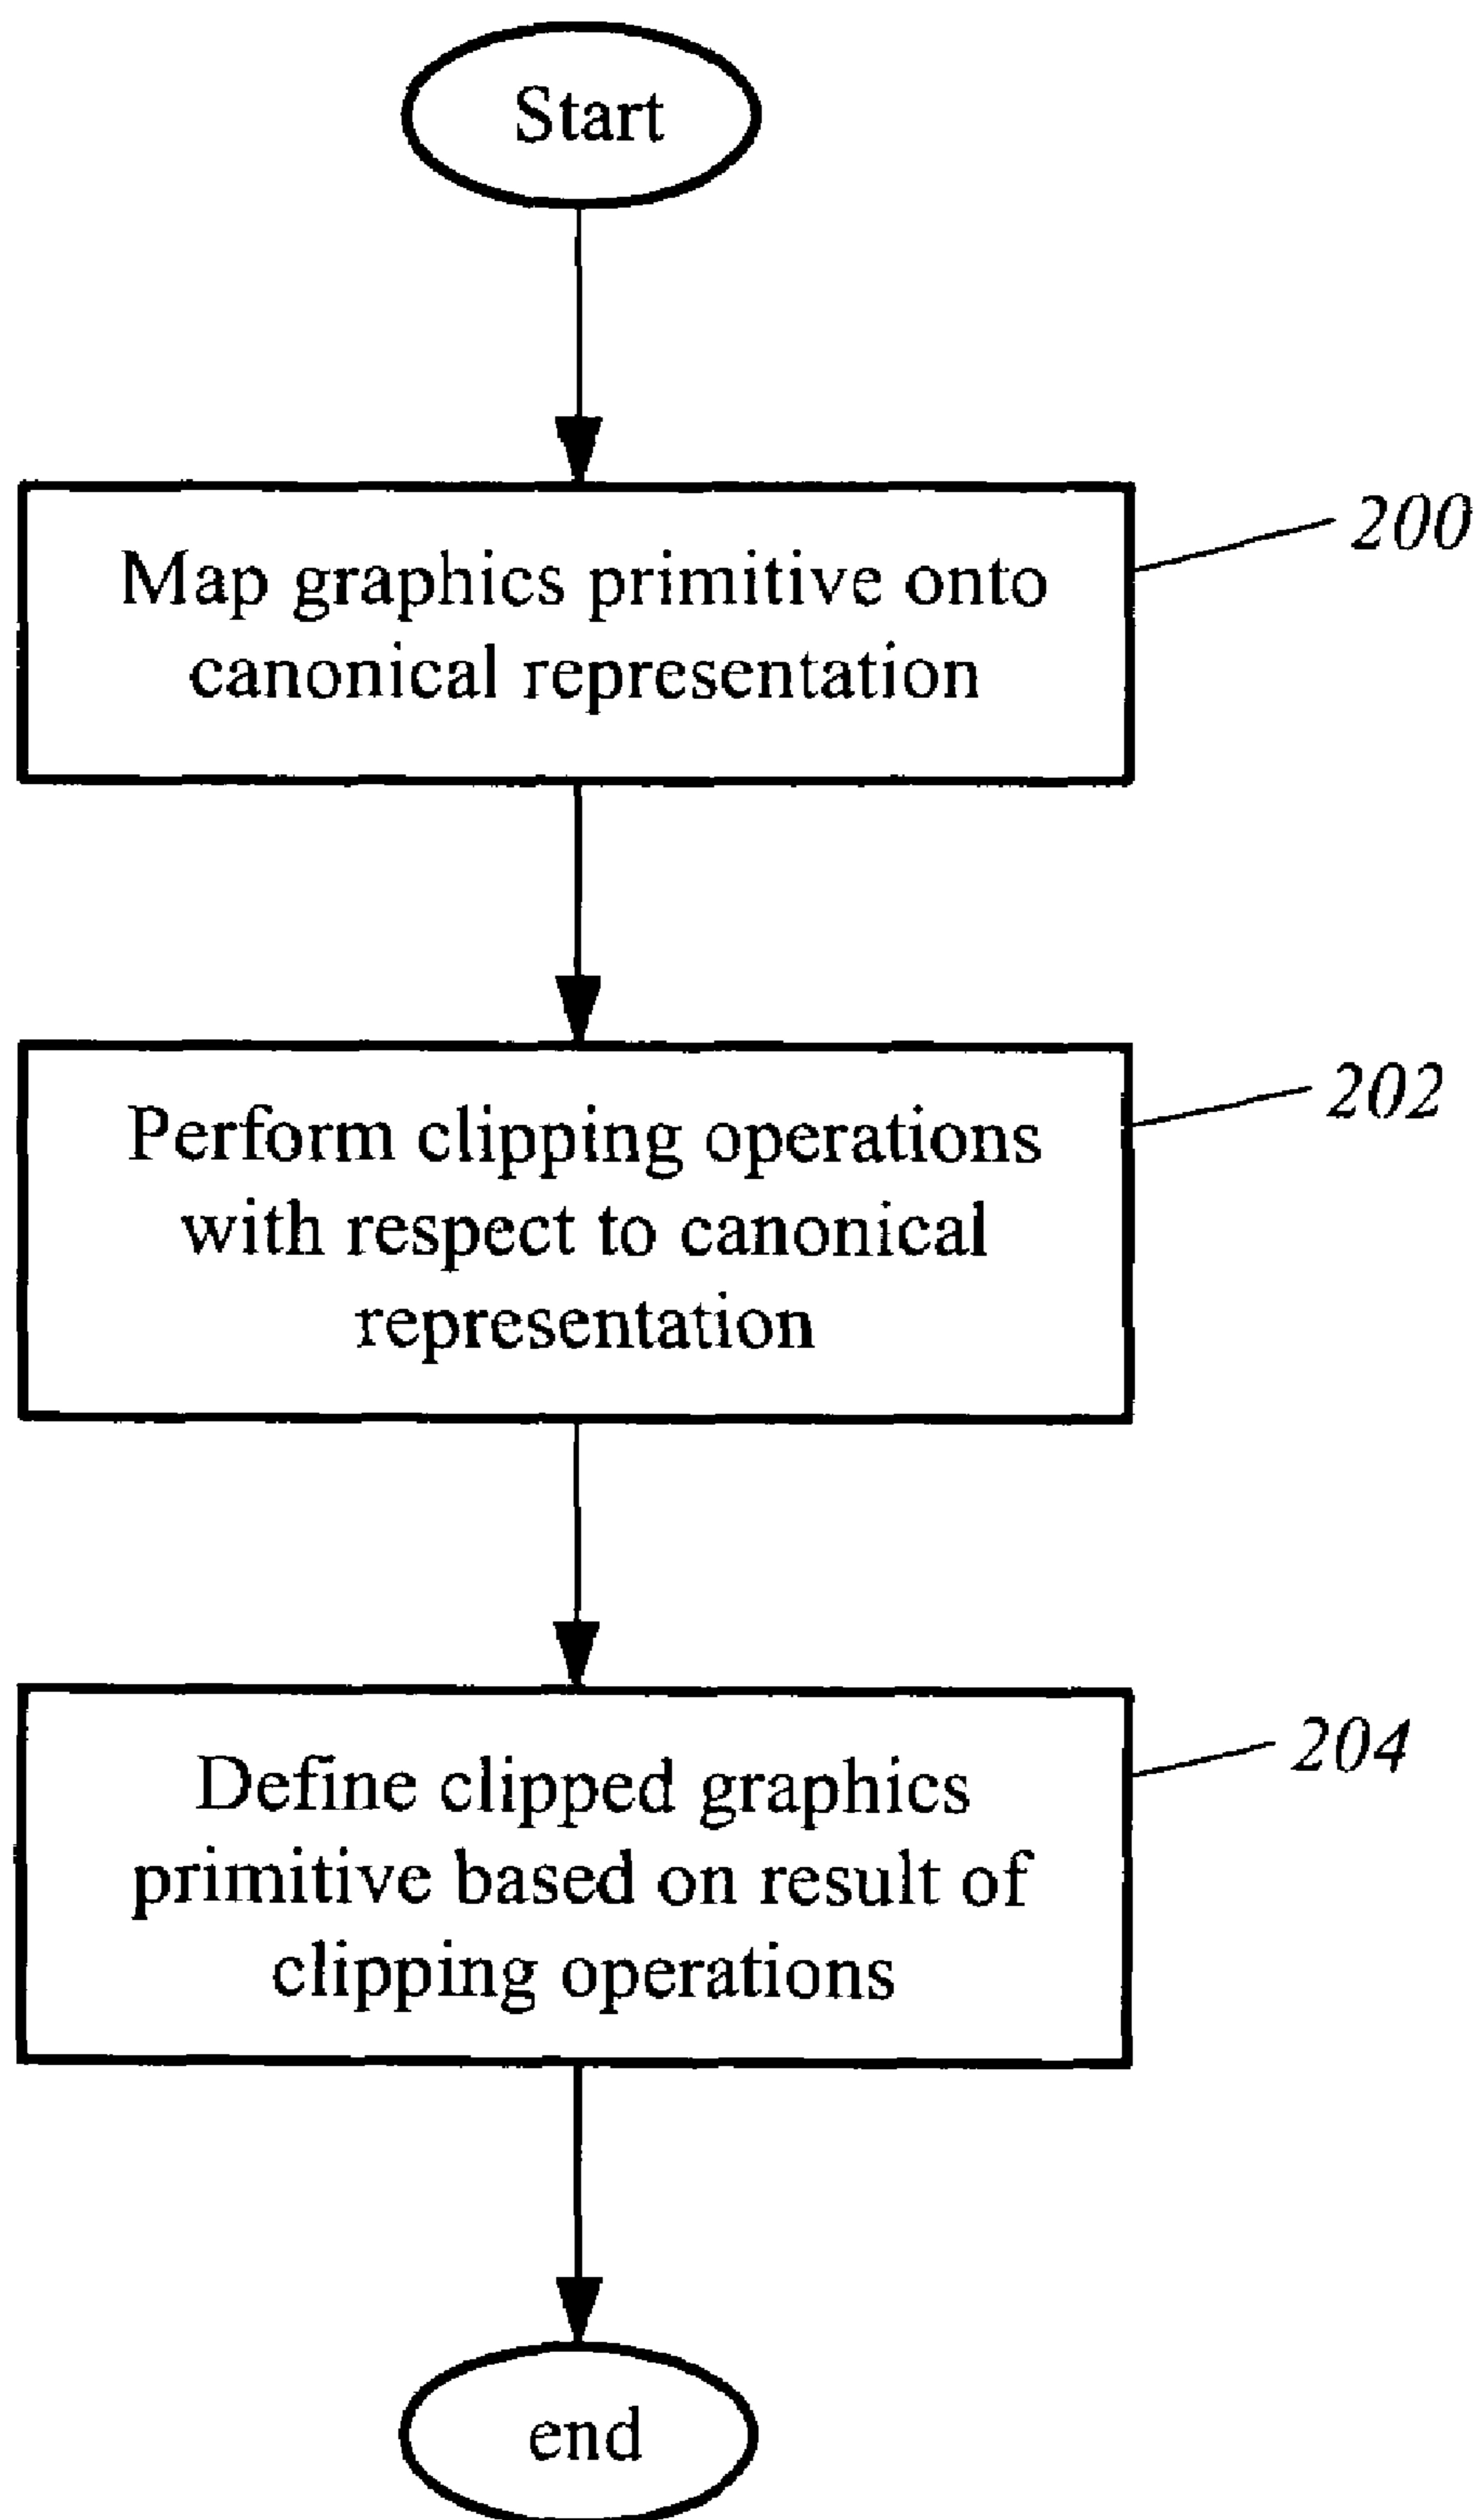 Start
200
Map graphics primitive onto
canonical representation
202
Perform clipping operations
with respect to canonical
representation
204
Define clipped graphics
primitive based on result of
clipping operations
end